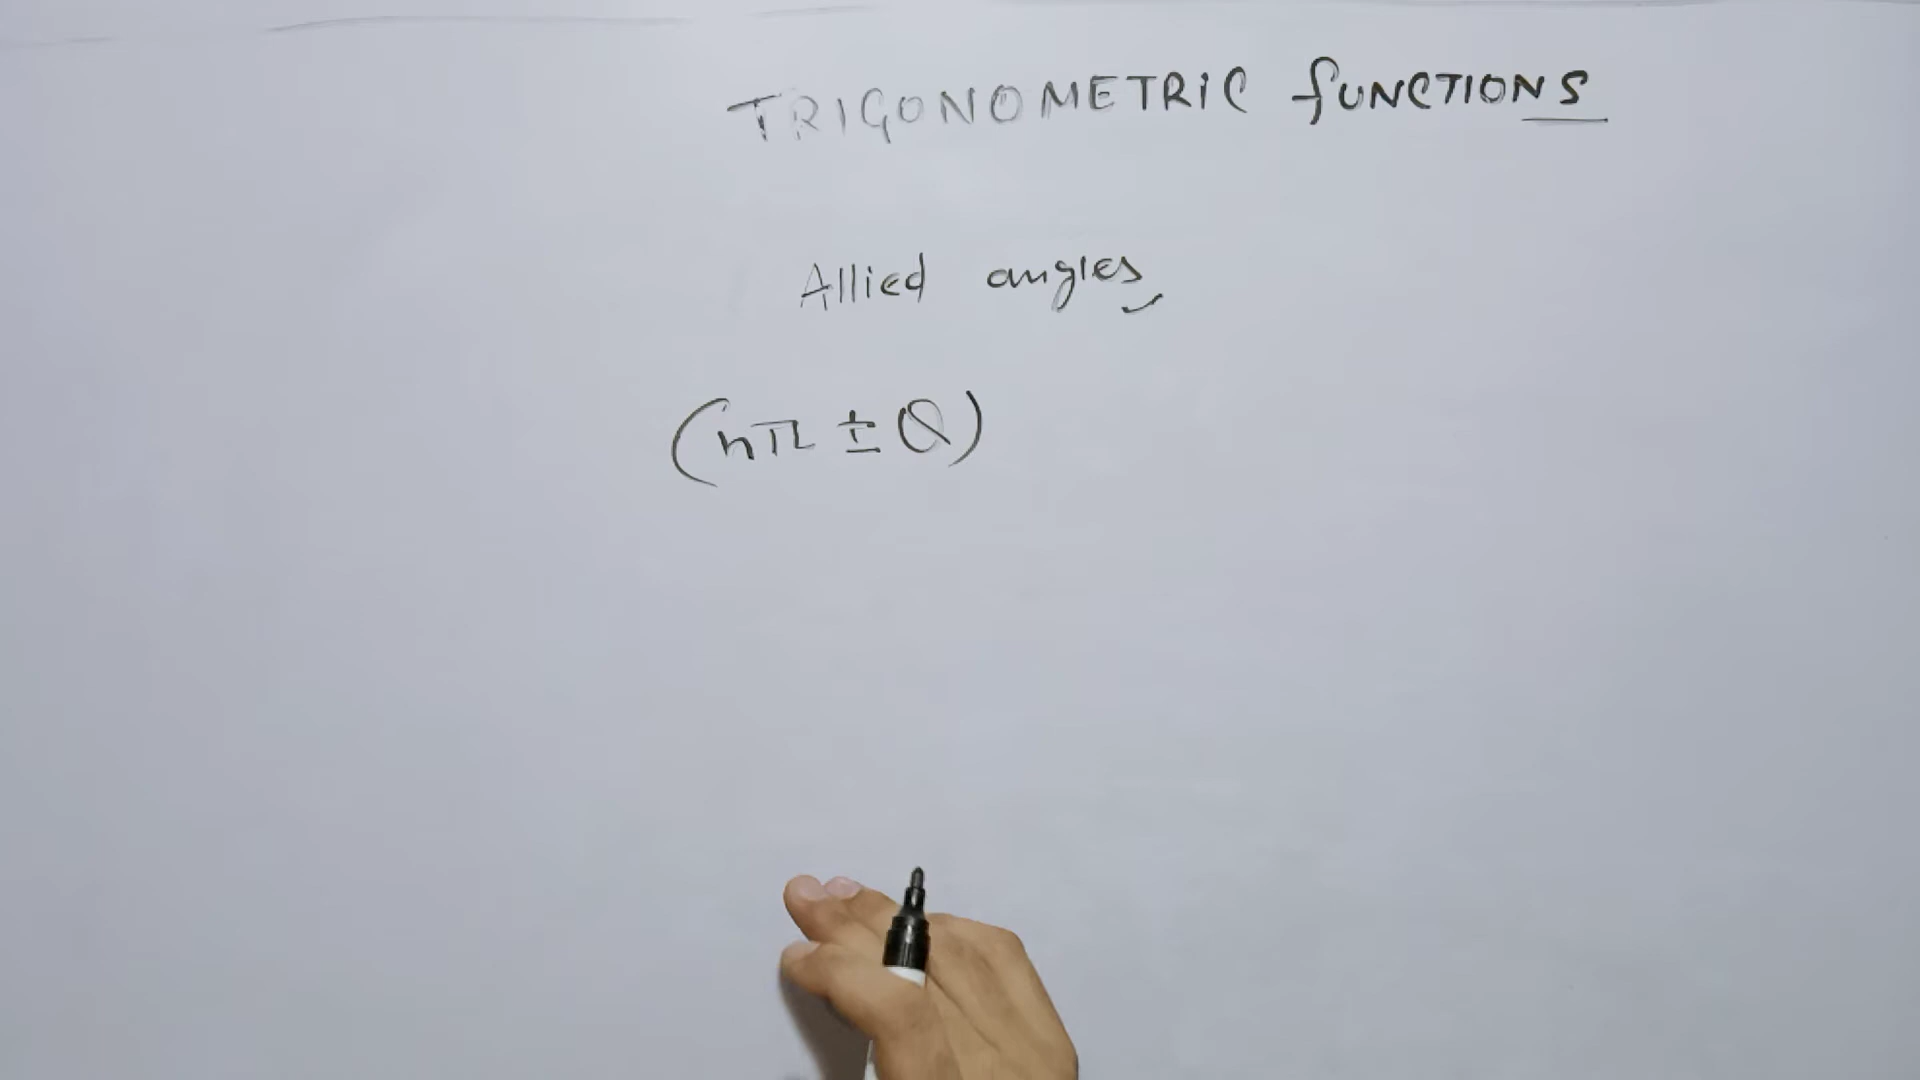 TRIGONOMETRIC fUNCTIONS
Allied angles
(nπ ± θ)